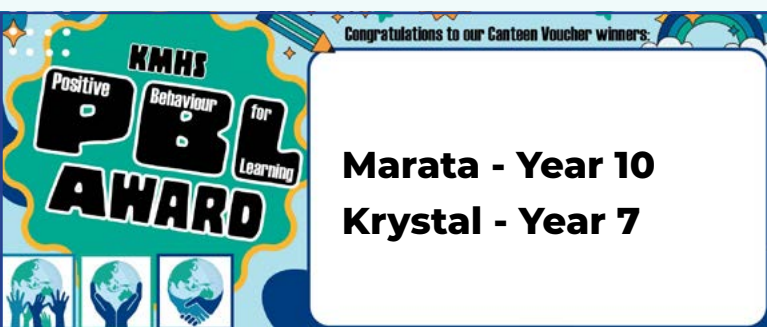 Congratulations to our Canteen Voucher winners:
KMHS
Positive Behaviour for Learning
PBL
AWARD
Marata - Year 10
Krystal - Year 7